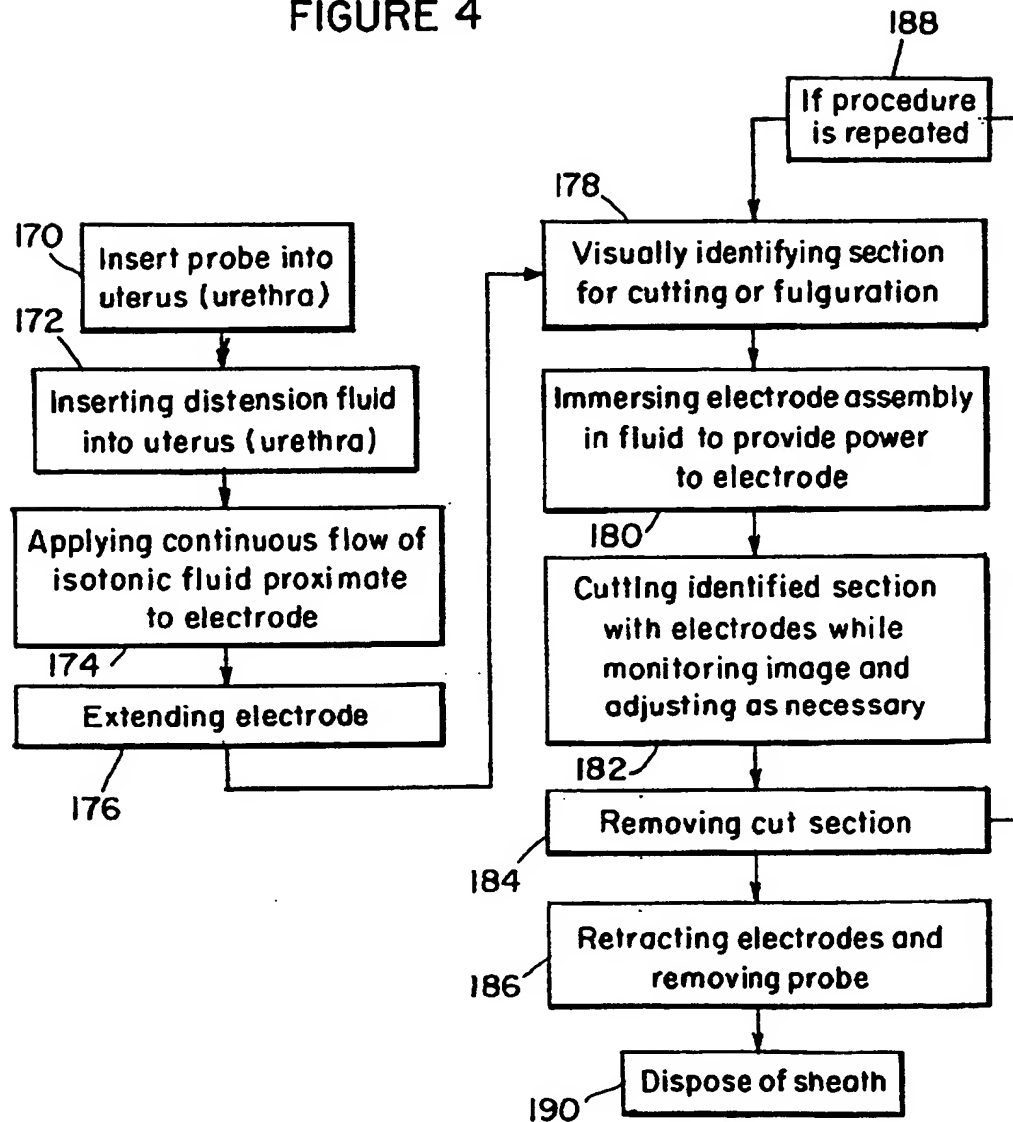 FIGURE 4
170
Insert probe into
uterus (urethra)
172
Inserting distension fluid
into uterus (urethra)
Applying continuous flow of
isotonic fluid proximate
to electrode
174
Extending electrode
176
188
If procedure
is repeated
178
Visually identifying section
for cutting or fulguration
Immersing electrode assembly
in fluid to provide power
to electrode
180
Cutting identified section
with electrodes while
monitoring image and
adjusting as necessary
182
Removing cut section
184
Retracting electrodes and
removing probe
186
Dispose of sheath
190